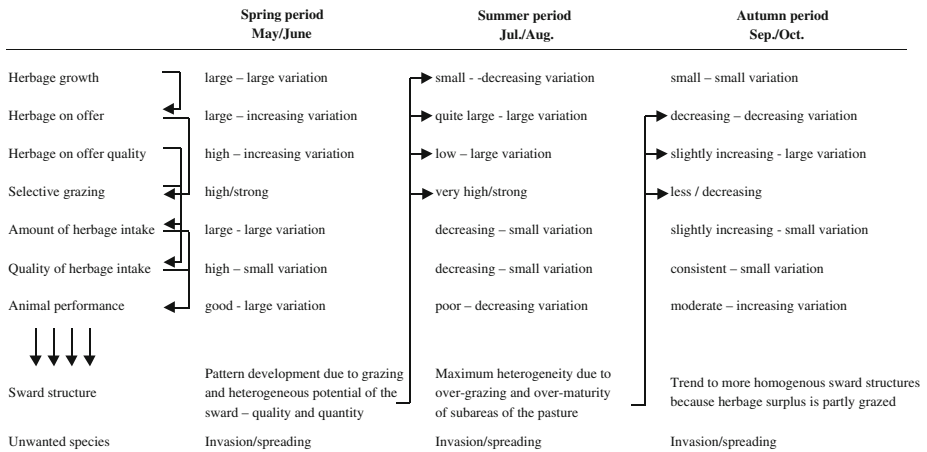 Spring period Summer period Autumn period
May/June Jul./Aug. Sep./Oct.
Herbage growth large – large variation small - -decreasing variation small – small variation
Herbage on offer large – increasing variation quite large - large variation decreasing – decreasing variation
Herbage on offer quality high – increasing variation low – large variation slightly increasing - large variation
Selective grazing high/strong very high/strong less / decreasing
Amount of herbage intake large - large variation decreasing – small variation slightly increasing - small variation
Quality of herbage intake high – small variation decreasing – small variation consistent – small variation
Animal performance good - large variation poor – decreasing variation moderate – increasing variation
Sward structure
Pattern development due to grazing
and heterogeneous potential of the
sward – quality and quantity
Maximum heterogeneity due to
over-grazing and over-maturity
of subareas of the pasture
Trend to more homogenous sward structures
because herbage surplus is partly grazed
Unwanted species Invasion/spreading Invasion/spreading Invasion/spreading